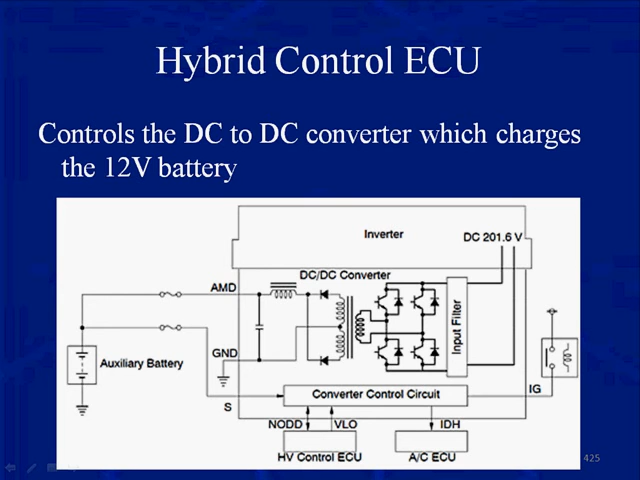 Hybrid Control ECU
Controls the DC to DC converter which charges
the 12V battery
Inverter
DC 201.6 V
DC/DC Converter
AMD
Input Filter
GND
Auxiliary Battery
Converter Control Circuit
IG
S
NODD
VLO
IDH
HV Control ECU
A/C ECU
425